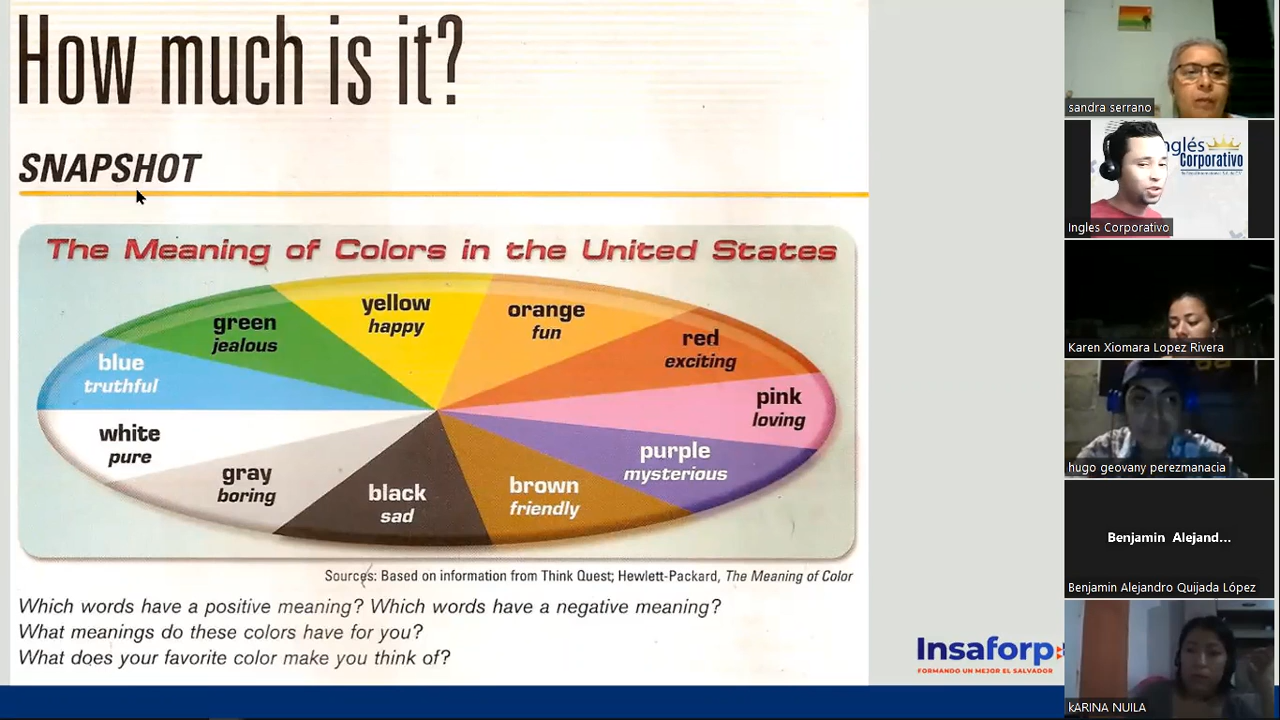 How much is it?
SNAPSHOT
The Meaning of Colors in the United States
yellow
happy
orange
fun
green
jealous
red
exciting
blue
truthful
pink
loving
white
pure
purple
mysterious
gray
boring
black
sad
brown
friendly
Sources: Based on information from Think Quest; Hewlett-Packard, The Meaning of Color
Which words have a positive meaning? Which words have a negative meaning?
What meanings do these colors have for you?
What does your favorite color make you think of?
Insaforp
FORMANDO UN MEJOR EL SALVADOR
sandra serrano
nglés
Corporativo
Ingles Corporativo
Karen Xiomara Lopez Rivera
hugo geovany perezmanacia
Benjamin Alejand...
Benjamin Alejandro Quijada López
kARINA NUILA